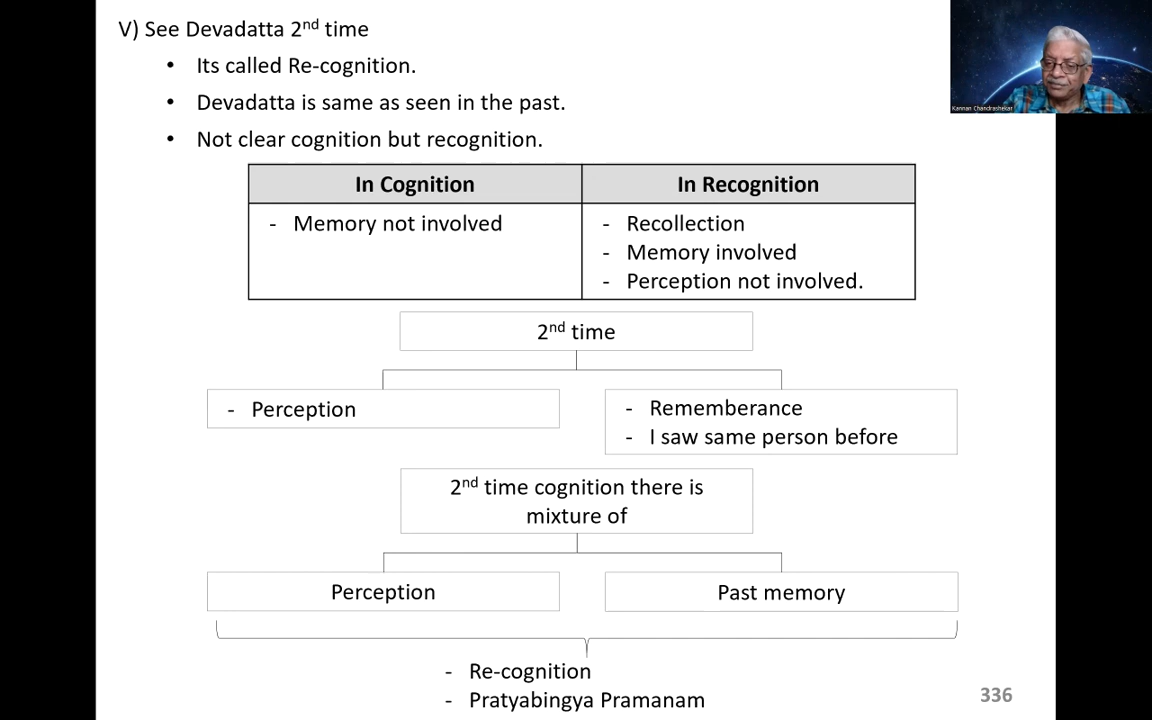 V) See Devadatta 2nd time
• Its called Re-cognition.
• Devadatta is same as seen in the past.
• Not clear cognition but recognition.
In Cognition
In Recognition
- Memory not involved
- Recollection
- Memory involved
- Perception not involved.
2nd time
- Perception
- Rememberance
- I saw same person before
2nd time cognition there is
mixture of
Perception
Past memory
- Re-cognition
- Pratyabingya Pramanam
336
Kannan Chandrashekar